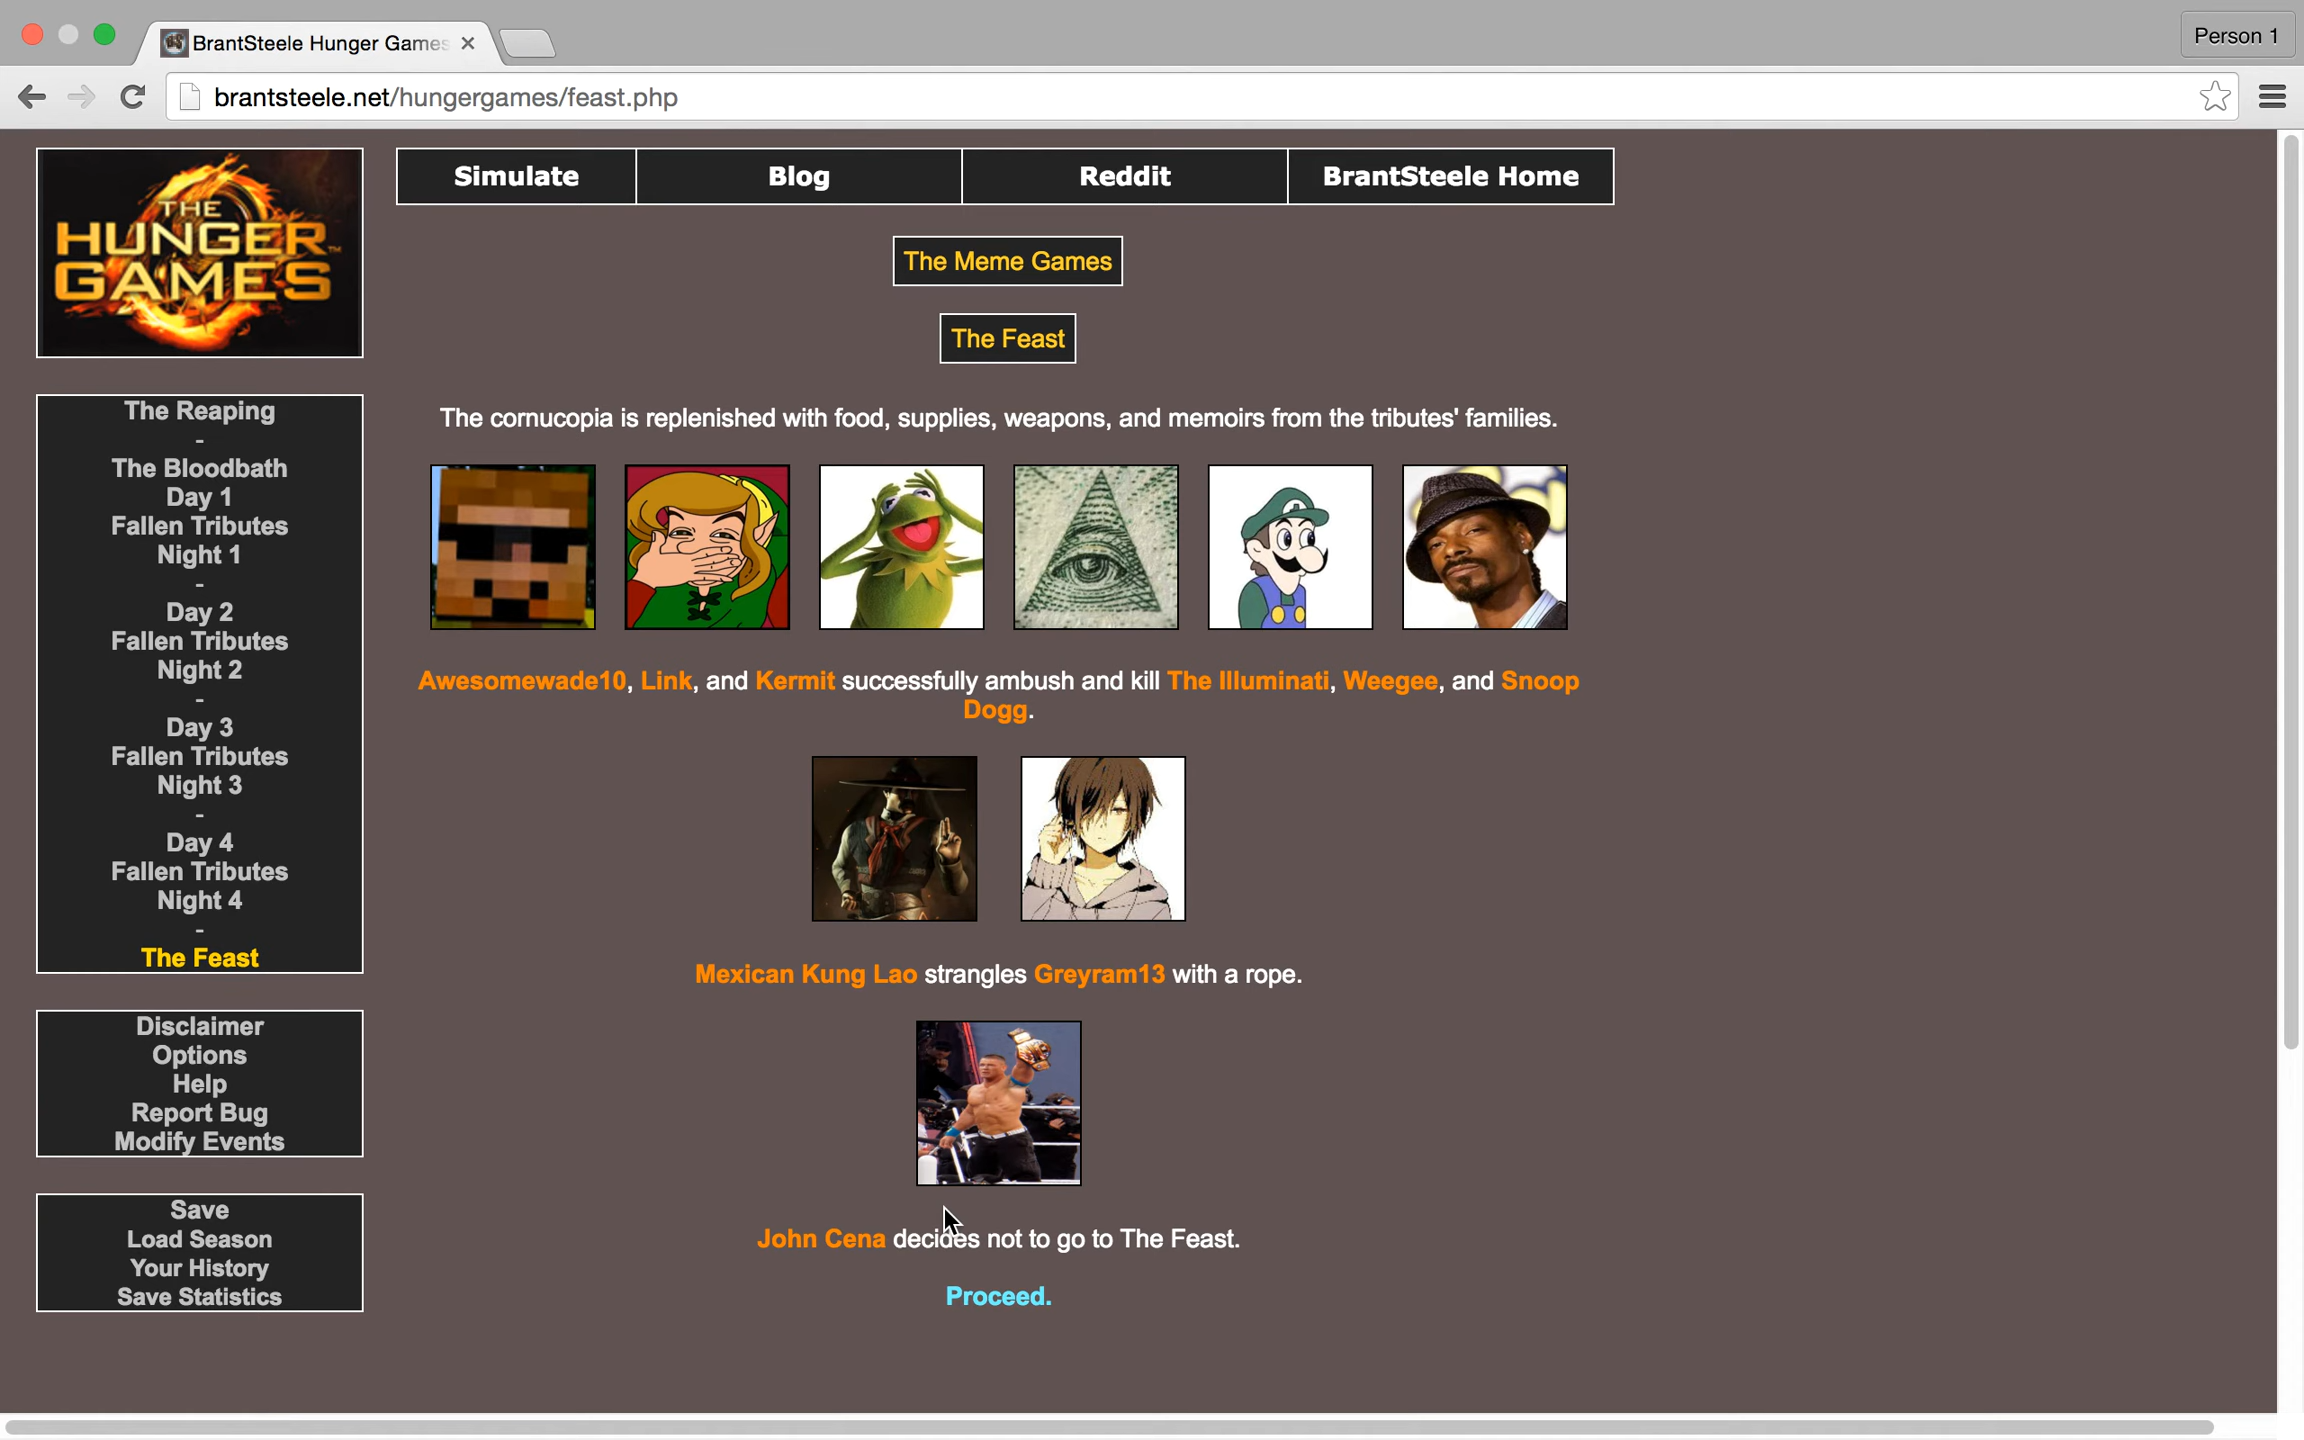 BrantSteele Hunger Games
Person 1
brantsteele.net/hungergames/feast.php
THE
HUNGER™
GAMES
Simulate
Blog
Reddit
BrantSteele Home
The Meme Games
The Feast
The Reaping
-
The Bloodbath
Day 1
Fallen Tributes
Night 1
-
Day 2
Fallen Tributes
Night 2
-
Day 3
Fallen Tributes
Night 3
-
Day 4
Fallen Tributes
Night 4
-
The Feast
Disclaimer
Options
Help
Report Bug
Modify Events
Save
Load Season
Your History
Save Statistics
The cornucopia is replenished with food, supplies, weapons, and memoirs from the tributes' families.
Awesomewade10, Link, and Kermit successfully ambush and kill The Illuminati, Weegee, and Snoop
Dogg.
Mexican Kung Lao strangles Greyram13 with a rope.
John Cena decides not to go to The Feast.
Proceed.